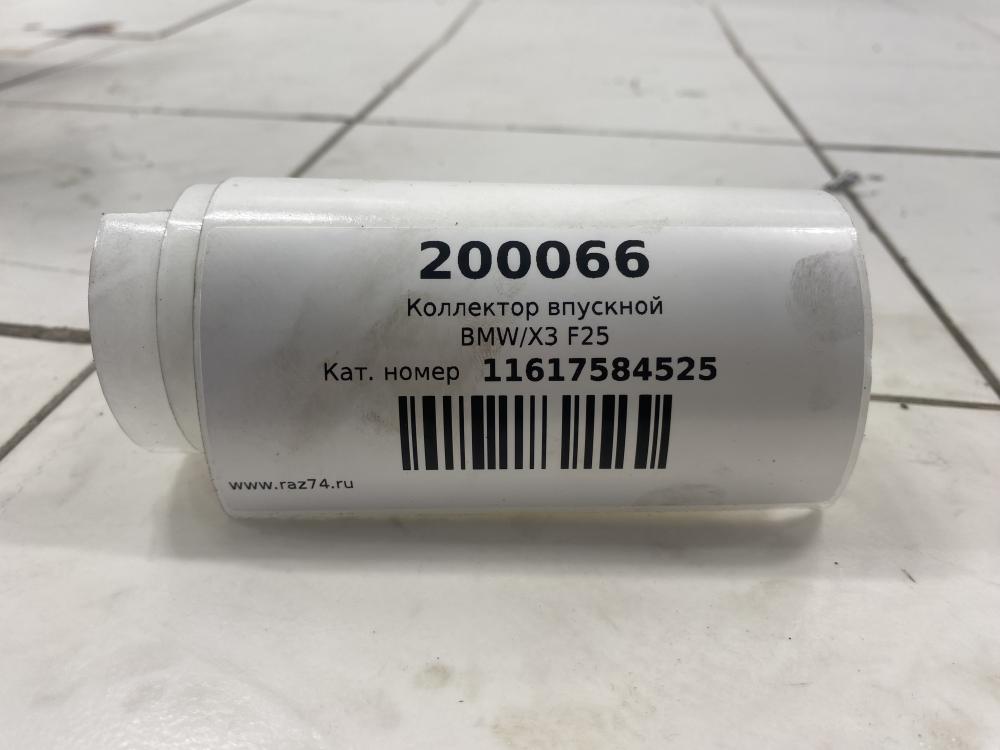 200066
Коллектор впускной
BMW/X3 F25
Кат. номер 11617584525
www.raz74.ru